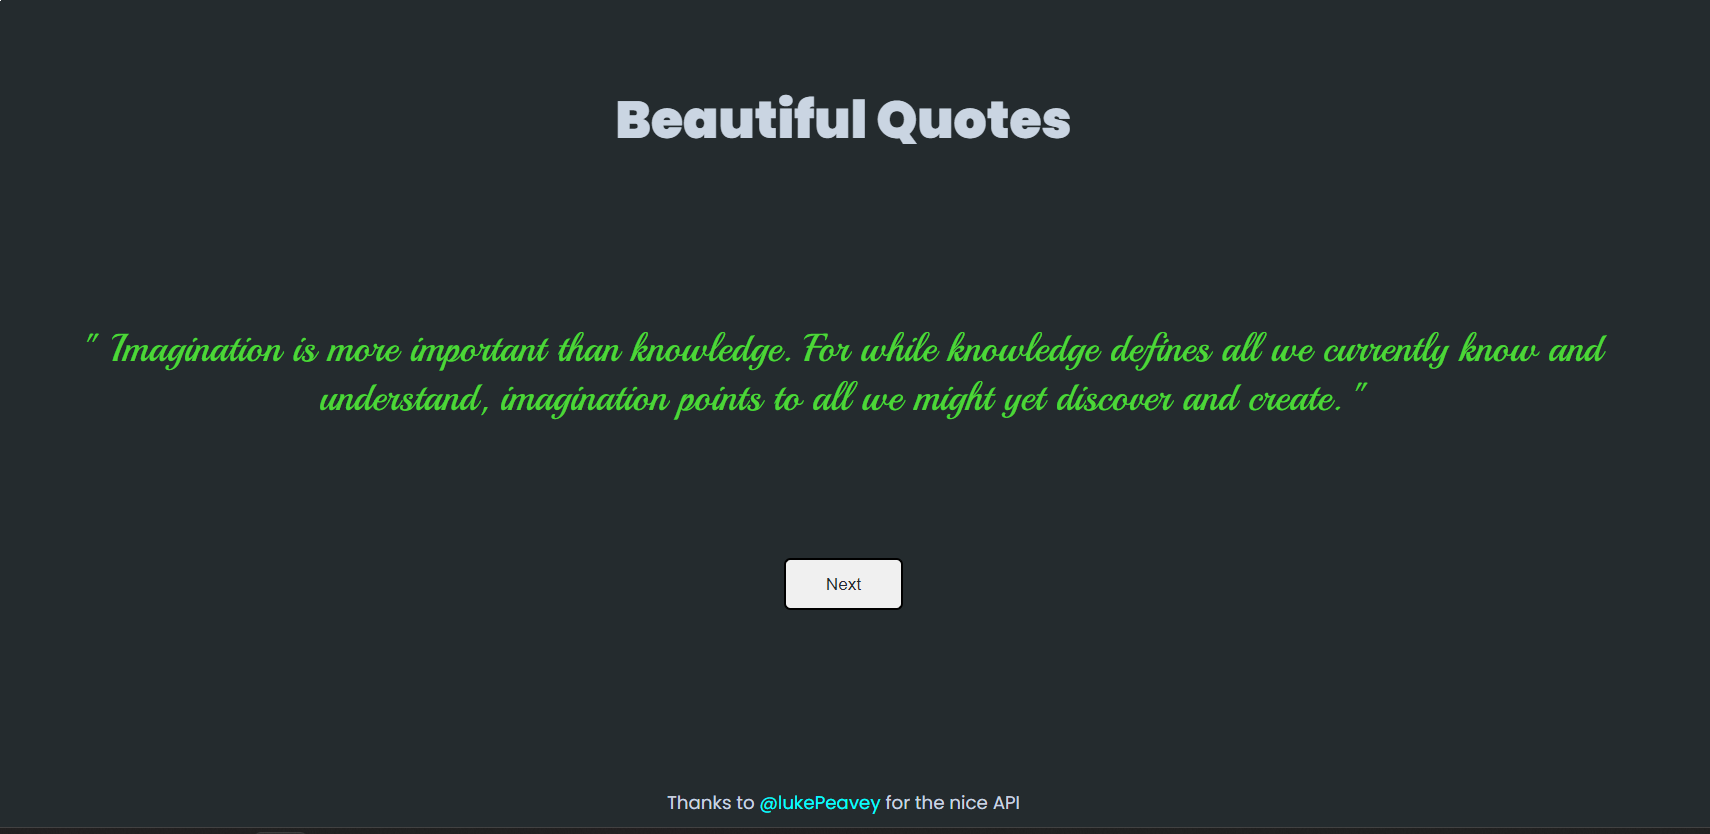 Beautiful Quotes
" Imagination is more important than knowledge. For while knowledge defines all we currently know and
understand, imagination points to all we might yet discover and create. "
Next
Thanks to @lukePeavey for the nice API